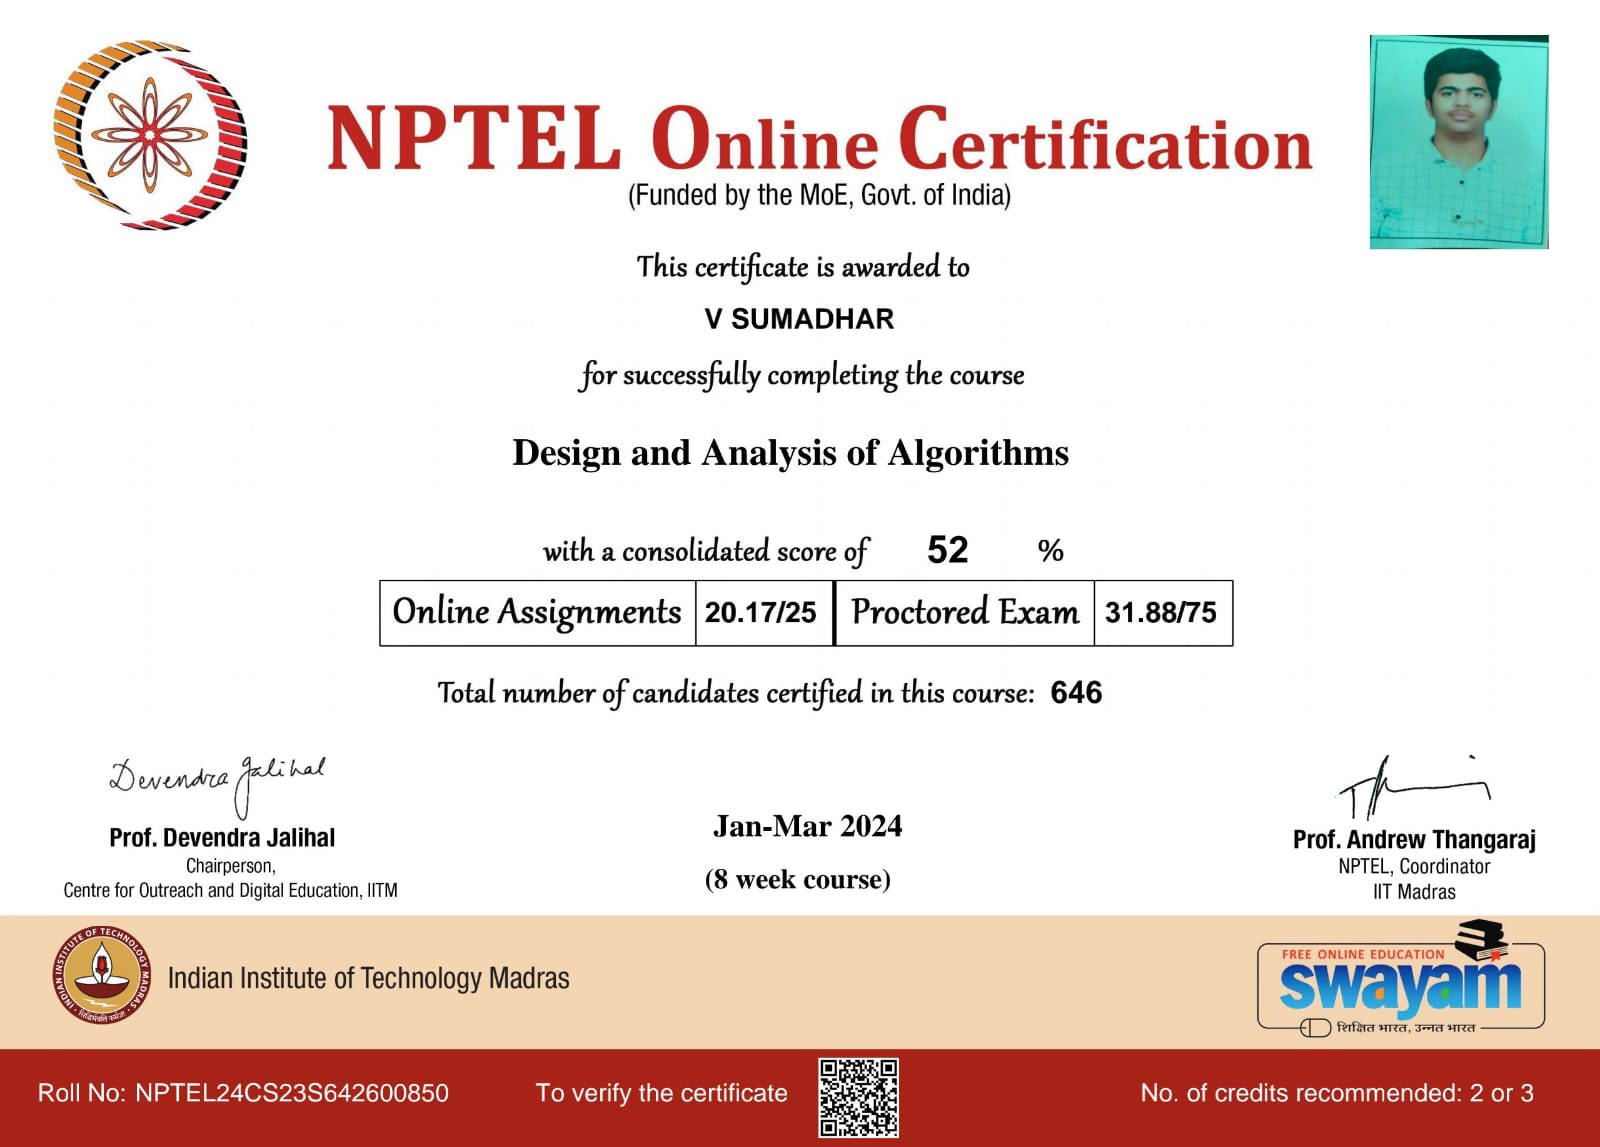 NPTEL Online Certification
(Funded by the MoE, Govt. of India)
This certificate is awarded to
V SUMADHAR
for successfully completing the course
Design and Analysis of Algorithms
with a consolidated score of 52 %
Online Assignments 20.17/25 Proctored Exam 31.88/75
Total number of candidates certified in this course: 646
Devendra Jalihal
Prof. Devendra Jalihal
Chairperson,
Centre for Outreach and Digital Education, IITM
Jan-Mar 2024
(8 week course)
Prof. Andrew Thangaraj
NPTEL, Coordinator
IIT Madras
INDIAN INSTITUTE OF TECHNOLOGY MADRAS
सिद्धिर्भवति कर्मजा
Indian Institute of Technology Madras
FREE ONLINE EDUCATION
swayam
शिक्षित भारत, उन्नत भारत
Roll No: NPTEL24CS23S642600850
To verify the certificate
No. of credits recommended: 2 or 3